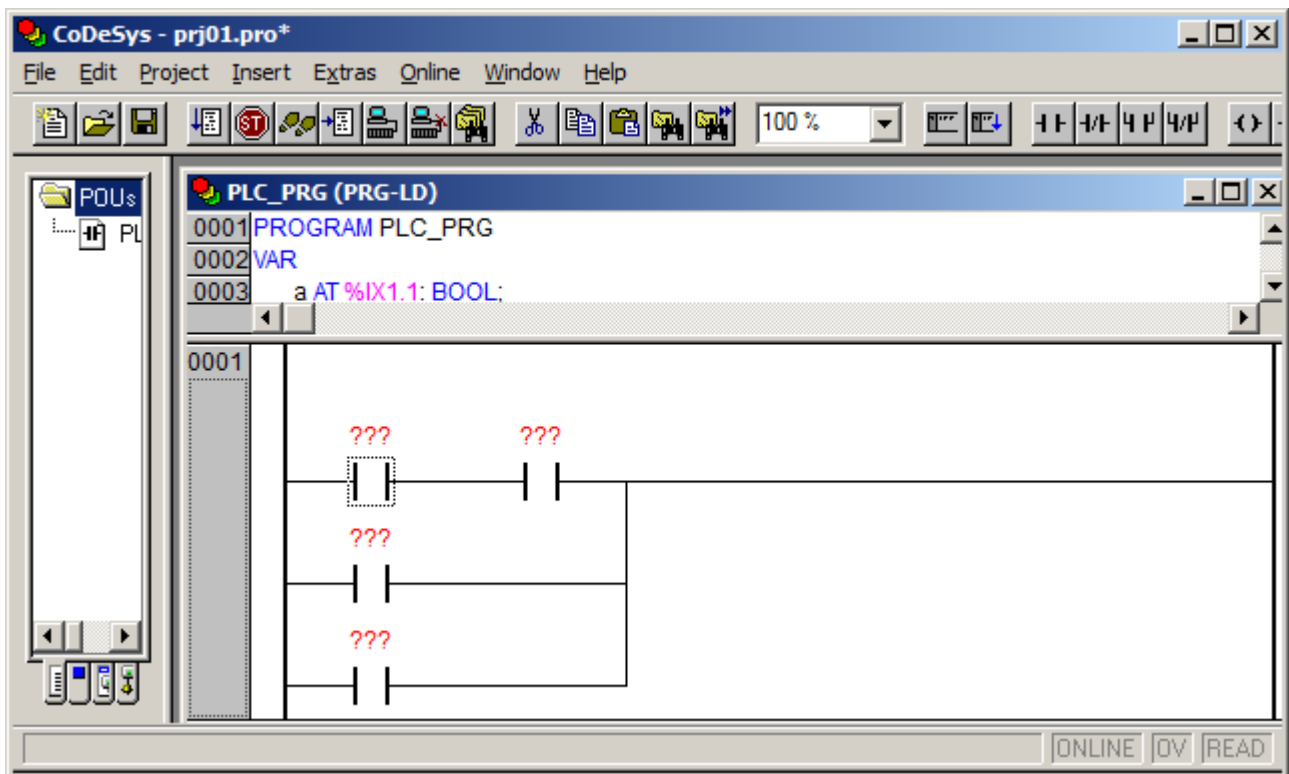 CoDeSys - prj01.pro*
File Edit Project Insert Extras Online Window Help
STOP 100 %
POUs
PL
PLC_PRG (PRG-LD)
0001 PROGRAM PLC_PRG
0002 VAR
0003 a AT %IX1.1: BOOL;
0001
??? ???
???
???
ONLINE OV READ